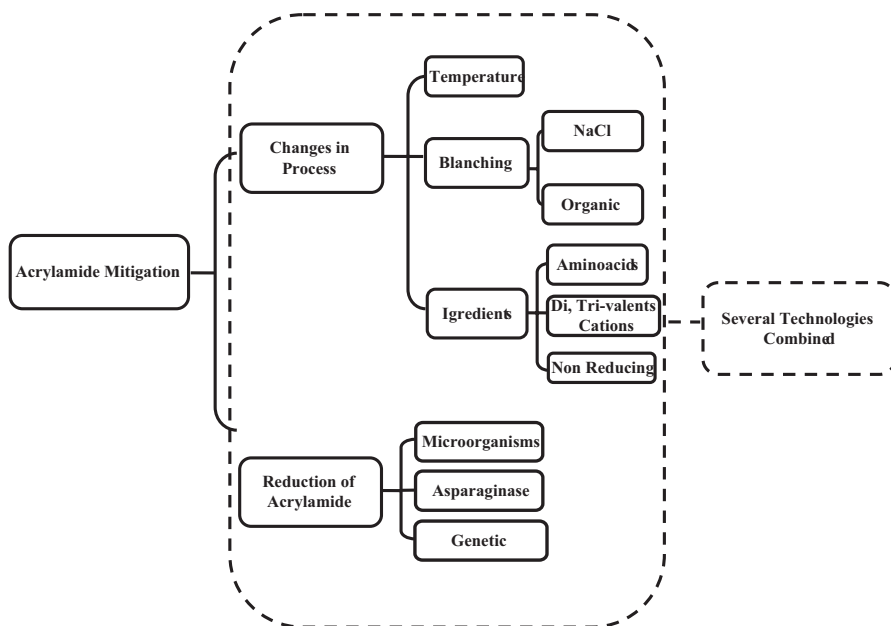 Temperature
Changes in
Process
Blanching
NaCl
Organic
Acrylamide Mitigation
Igredients
Aminoacids
Di, Tri-valents
Cations
Non Reducing
Several Technologies
Combined
Reduction of
Acrylamide
Microorganisms
Asparaginase
Genetic